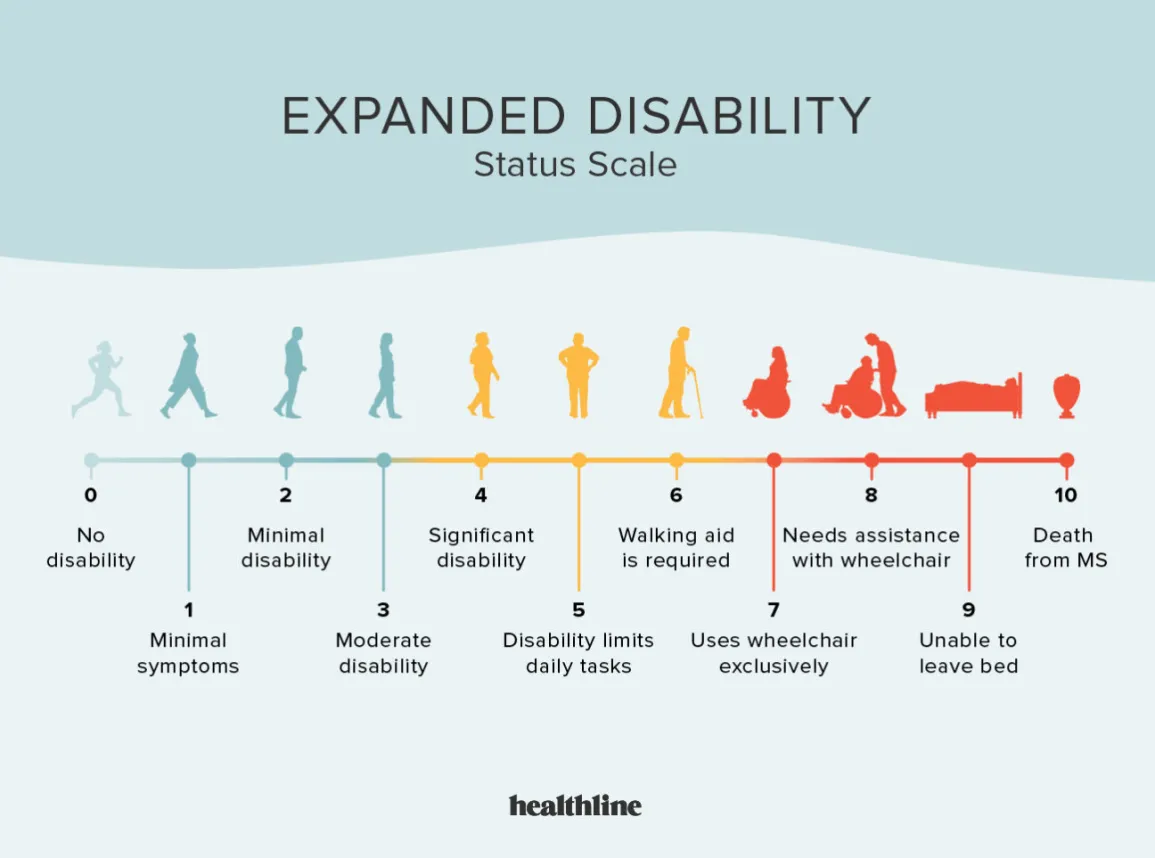 EXPANDED DISABILITY
Status Scale
0
No
disability
1
Minimal
symptoms
2
Minimal
disability
3
Moderate
disability
4
Significant
disability
5
Disability limits
daily tasks
6
Walking aid
is required
7
Uses wheelchair
exclusively
8
Needs assistance
with wheelchair
9
Unable to
leave bed
10
Death
from MS
healthline